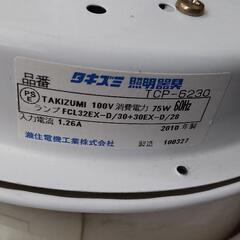 タキズミ 照明器具
品番 TCP-6230
PS E TAKIZUMI 100V 消費電力 75W 60Hz
ランプ FCL32EX-D/30+30EX-D/28
入力電流 1.26A 2010年製
瀧住電機工業株式会社 100327